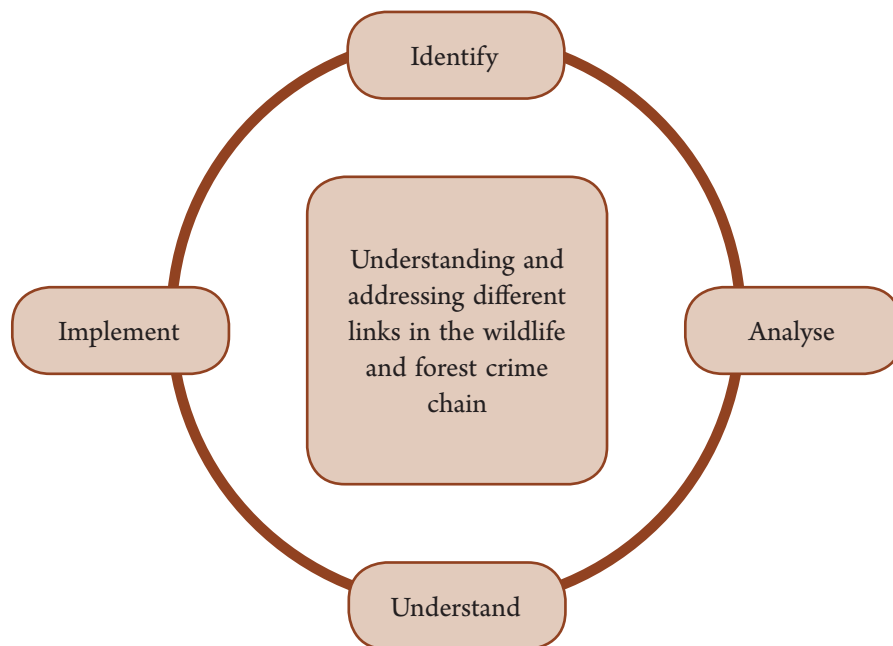 Identify
Understanding and
addressing different
links in the wildlife
and forest crime
chain
Implement
Analyse
Understand